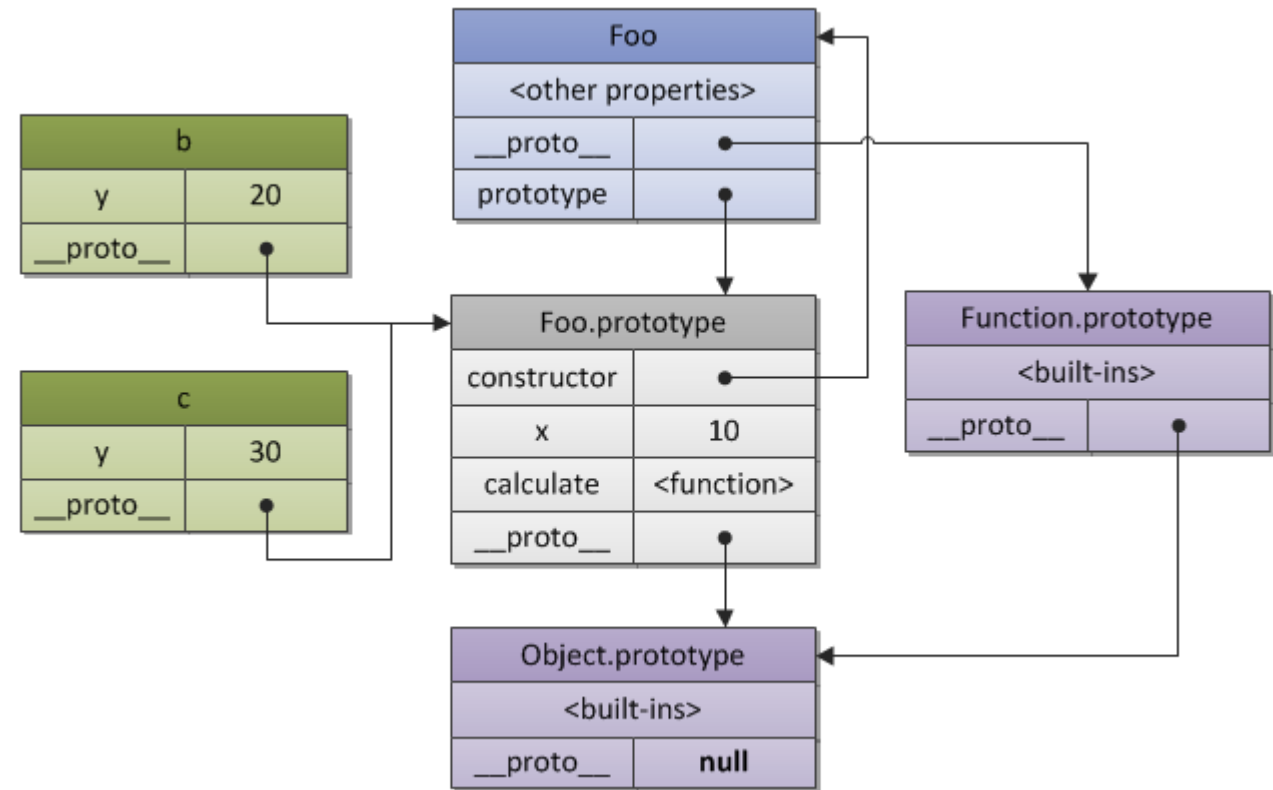 Foo
<other properties>
__proto__
prototype
b
y 20
__proto__
c
y 30
__proto__
Foo.prototype
constructor
x 10
calculate <function>
__proto__
Function.prototype
<built-ins>
__proto__
Object.prototype
<built-ins>
__proto__ null